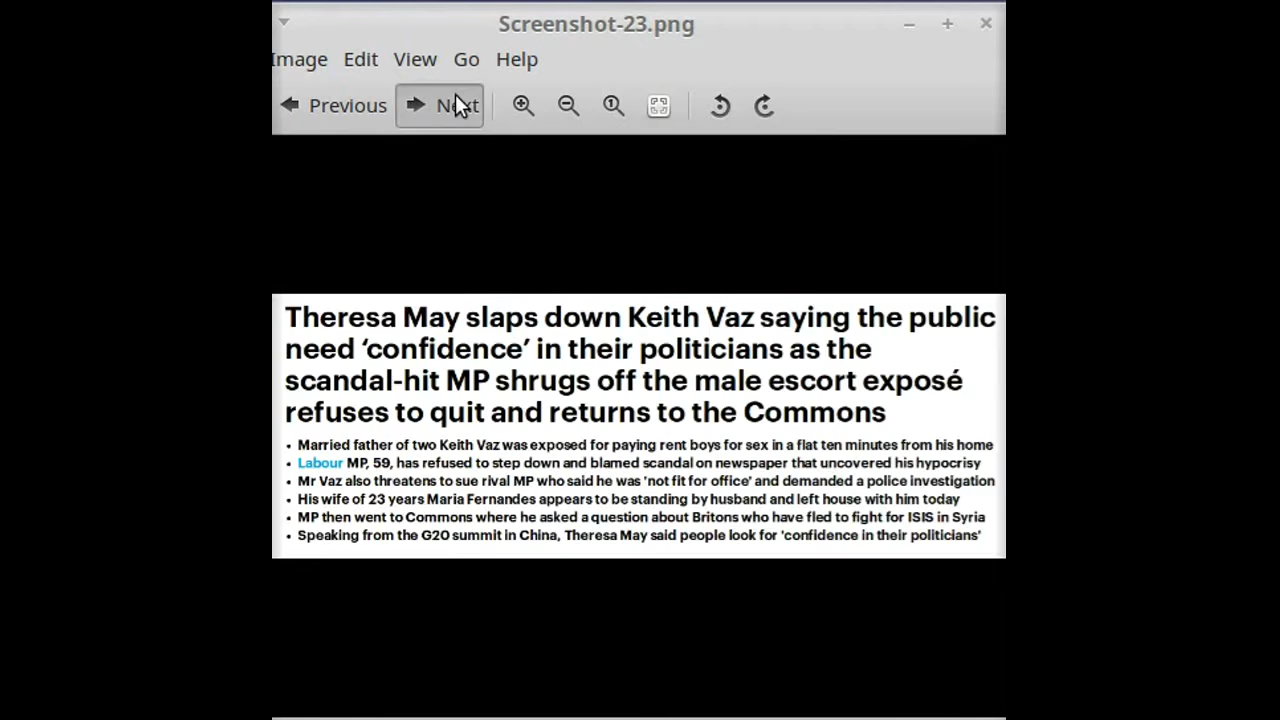 Screenshot-23.png
Image Edit View Go Help
Previous Next
Theresa May slaps down Keith Vaz saying the public
need ‘confidence’ in their politicians as the
scandal-hit MP shrugs off the male escort exposé
refuses to quit and returns to the Commons
• Married father of two Keith Vaz was exposed for paying rent boys for sex in a flat ten minutes from his home
• Labour MP, 59, has refused to step down and blamed scandal on newspaper that uncovered his hypocrisy
• Mr Vaz also threatens to sue rival MP who said he was 'not fit for office' and demanded a police investigation
• His wife of 23 years Maria Fernandes appears to be standing by husband and left house with him today
• MP then went to Commons where he asked a question about Britons who have fled to fight for ISIS in Syria
• Speaking from the G20 summit in China, Theresa May said people look for 'confidence in their politicians'